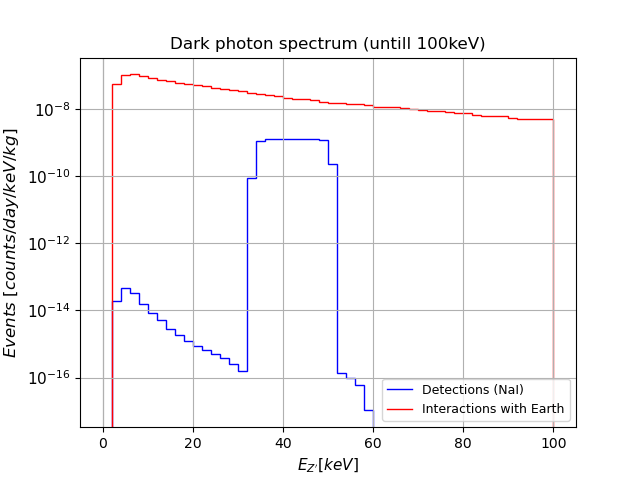 Dark photon spectrum (untill 100keV)
Events [counts/day/keV/kg]
10⁻⁸
10⁻¹⁰
10⁻¹²
10⁻¹⁴
10⁻¹⁶
Detections (NaI)
Interactions with Earth
0 20 40 60 80 100
E_{Z'}[keV]